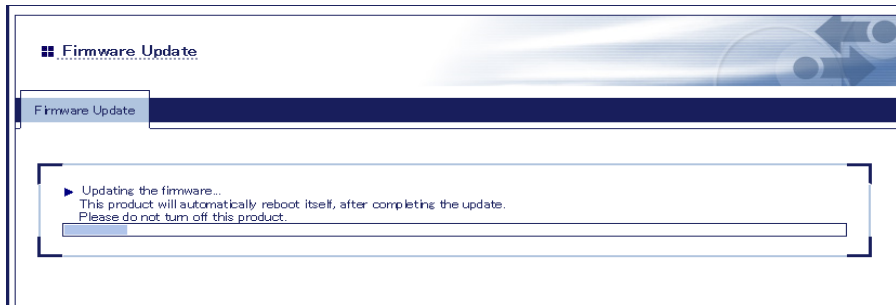 Firmware Update
Firmware Update
Updating the firmware...
This product will automatically reboot itself, after completing the update.
Please do not turn off this product.